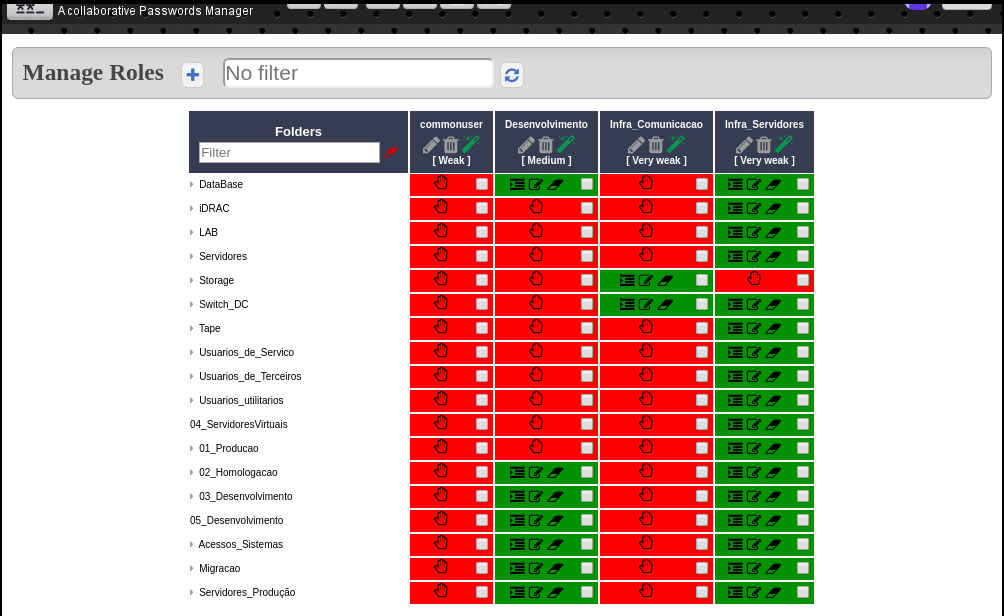 A collaborative Passwords Manager
Manage Roles No filter
Folders commonuser Desenvolvimento Infra_Comunicacao Infra_Servidores
Filter [ Weak ] [ Medium ] [ Very weak ] [ Very weak ]
DataBase
iDRAC
LAB
Servidores
Storage
Switch_DC
Tape
Usuarios_de_Servico
Usuarios_de_Terceiros
Usuarios_utilitarios
04_ServidoresVirtuais
01_Producao
02_Homologacao
03_Desenvolvimento
05_Desenvolvimento
Acessos_Sistemas
Migracao
Servidores_Produção